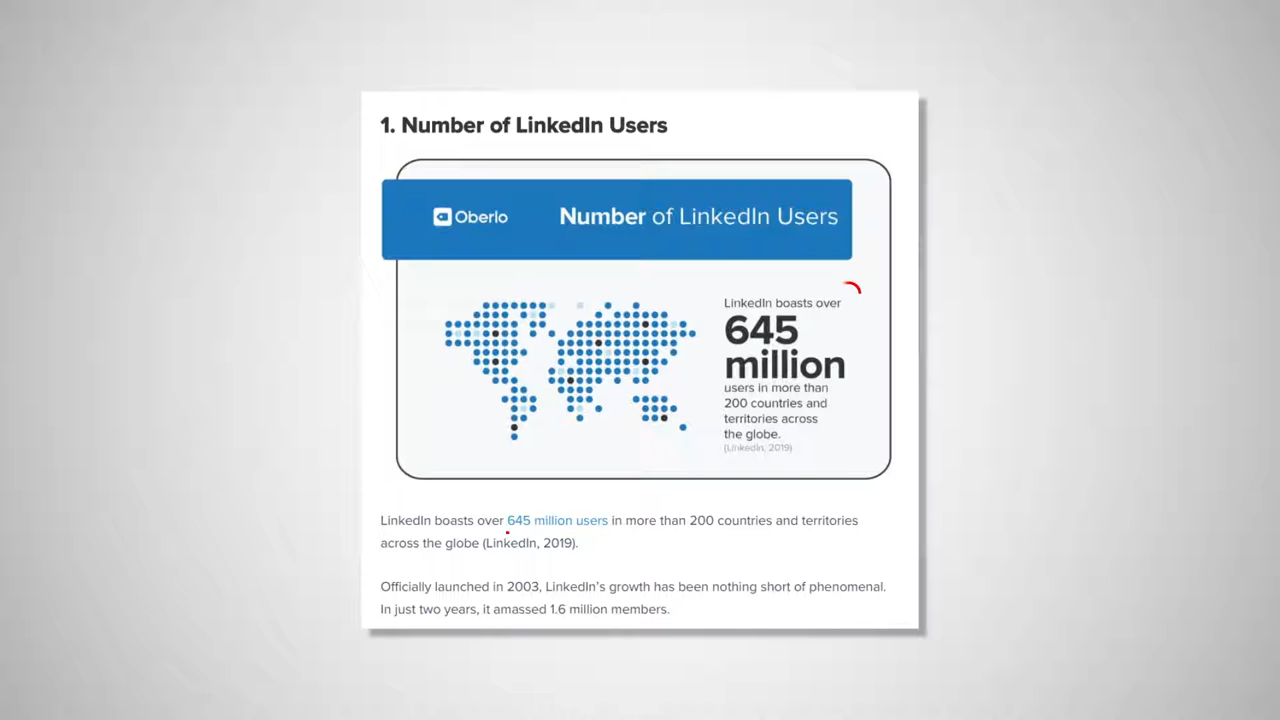 1. Number of LinkedIn Users
Oberlo
Number of LinkedIn Users
LinkedIn boasts over
645
million
users in more than
200 countries and
territories across
the globe.
(LinkedIn, 2019)
LinkedIn boasts over 645 million users in more than 200 countries and territories
across the globe (LinkedIn, 2019).
Officially launched in 2003, LinkedIn's growth has been nothing short of phenomenal.
In just two years, it amassed 1.6 million members.